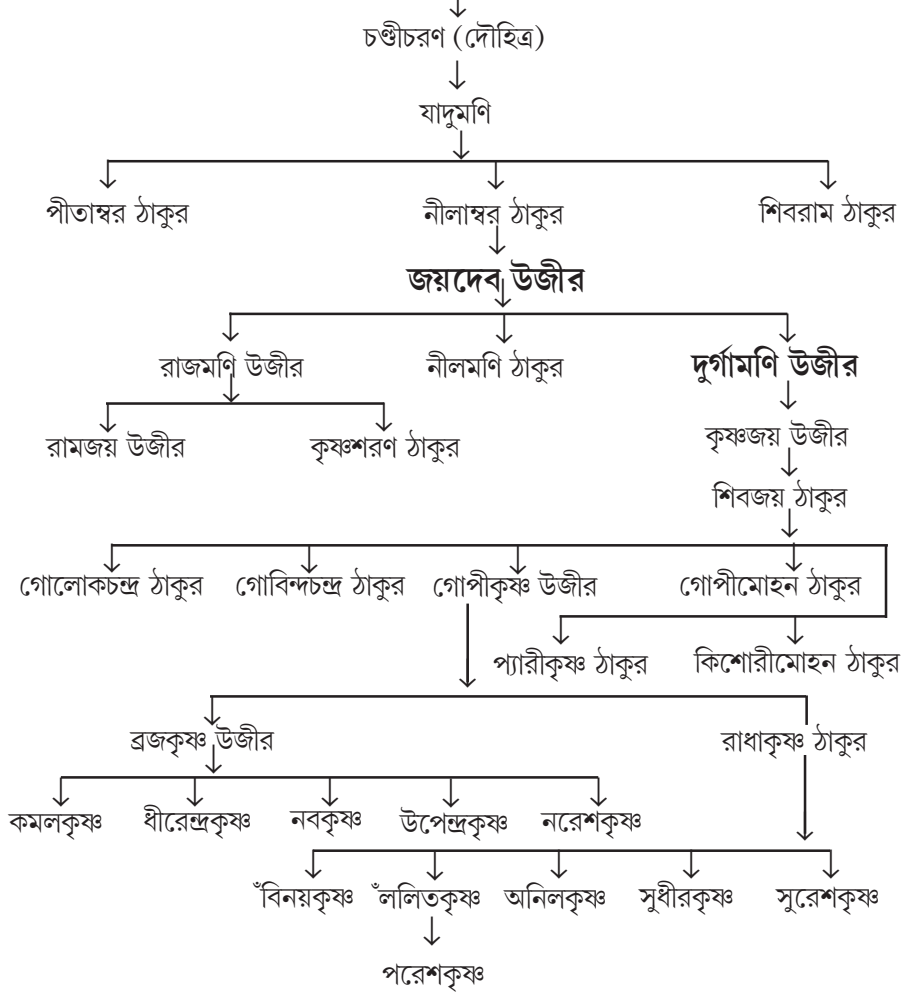 চণ্ডীচরণ (দৌহিত্র)
যাদুমণি
পীতাম্বর ঠাকুর নীলাম্বর ঠাকুর শিবরাম ঠাকুর
জয়দেব উজীর
রাজমণি উজীর নীলমণি ঠাকুর দুর্গামণি উজীর
রামজয় উজীর কৃষ্ণশরণ ঠাকুর কৃষ্ণজয় উজীর
শিবজয় ঠাকুর
গোলোকচন্দ্র ঠাকুর গোবিন্দচন্দ্র ঠাকুর গোপীকৃষ্ণ উজীর গোপীমোহন ঠাকুর
প্যারীকৃষ্ণ ঠাকুর কিশোরীমোহন ঠাকুর
ব্রজকৃষ্ণ উজীর রাধাকৃষ্ণ ঠাকুর
কমলকৃষ্ণ ধীরেন্দ্রকৃষ্ণ নবকৃষ্ণ উপেন্দ্রকৃষ্ণ নরেশকৃষ্ণ
ঁবিনয়কৃষ্ণ ঁললিতকৃষ্ণ অনিলকৃষ্ণ সুধীরকৃষ্ণ সুরেশকৃষ্ণ
পরেশকৃষ্ণ